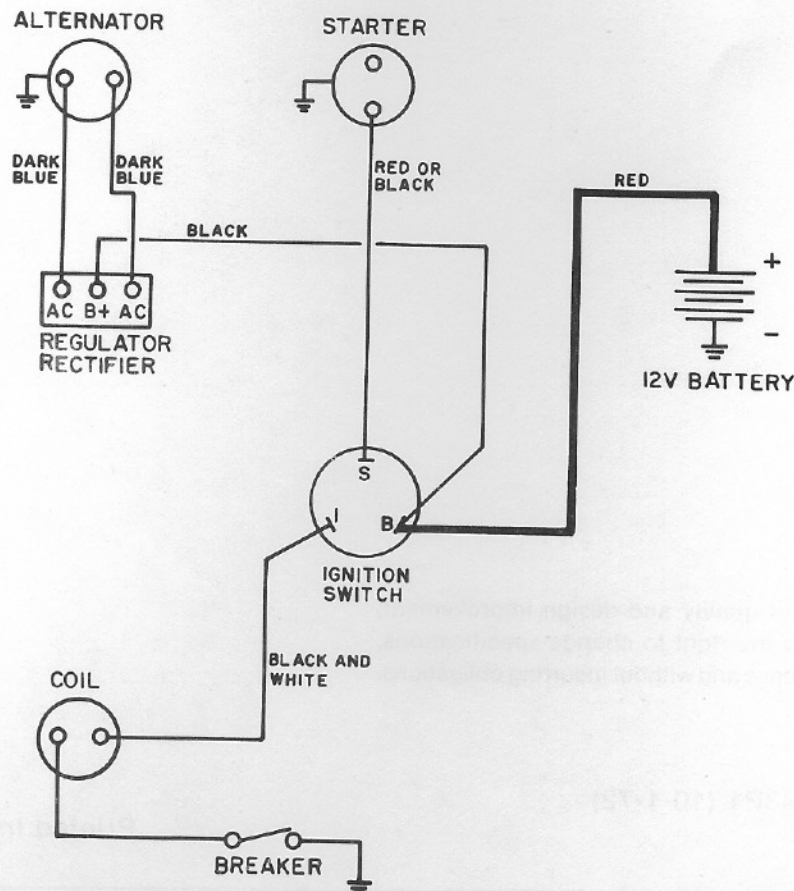 ALTERNATOR
STARTER
DARK
BLUE
DARK
BLUE
RED OR
BLACK
RED
BLACK
+
AC B+ AC
REGULATOR
RECTIFIER
-
12V BATTERY
S
I
B
IGNITION
SWITCH
BLACK AND
WHITE
COIL
BREAKER